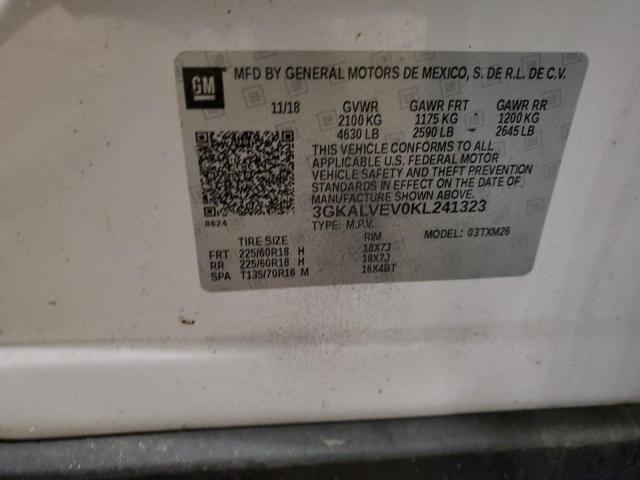 GM
MFD BY GENERAL MOTORS DE MEXICO, S. DE R.L. DE C.V.
11/18 GVWR GAWR FRT GAWR RR
2100 KG 1175 KG 1200 KG
4630 LB 2590 LB 2645 LB
THIS VEHICLE CONFORMS TO ALL
APPLICABLE U.S. FEDERAL MOTOR
VEHICLE SAFETY AND THEFT PREVENTION
STANDARDS IN EFFECT ON THE DATE OF
MANUFACTURE SHOWN ABOVE.
3GKALVEV0KL241323
8624
TYPE: M.P.V. MODEL: 03TXM26
TIRE SIZE RIM
FRT 225/60R18 H 18X7J
RR 225/60R18 H 18X7J
SPA T135/70R16 M 16X4BT